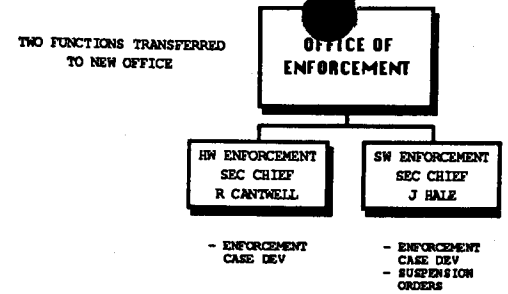 TWO FUNCTIONS TRANSFERRED
TO NEW OFFICE
OFFICE OF
ENFORCEMENT
HW ENFORCEMENT
SEC CHIEF
R CANTWELL
SW ENFORCEMENT
SEC CHIEF
J HALE
- ENFORCEMENT
CASE DEV
- ENFORCEMENT
CASE DEV
- SUSPENSION
ORDERS